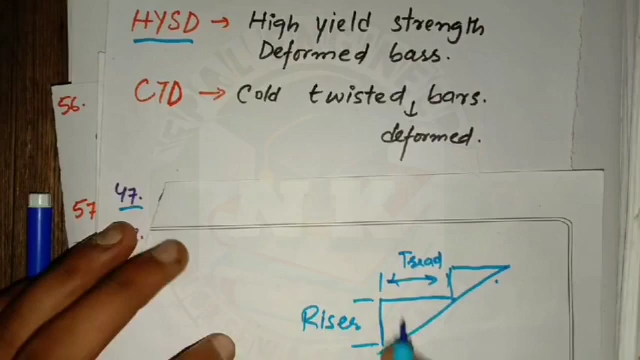 HYSD → High yield strength
Deformed bass.
56.
CTD → Cold twisted bars.
↓
deformed.
57
47.
Tread
Riser